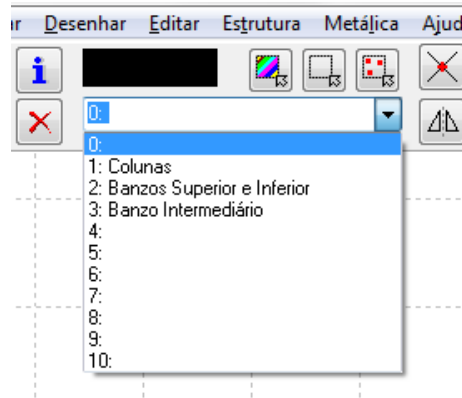 r Desenhar Editar Estrutura Metálica Ajud
i
0:
0:
1: Colunas
2: Banzos Superior e Inferior
3: Banzo Intermediário
4:
5:
6:
7:
8:
9:
10: